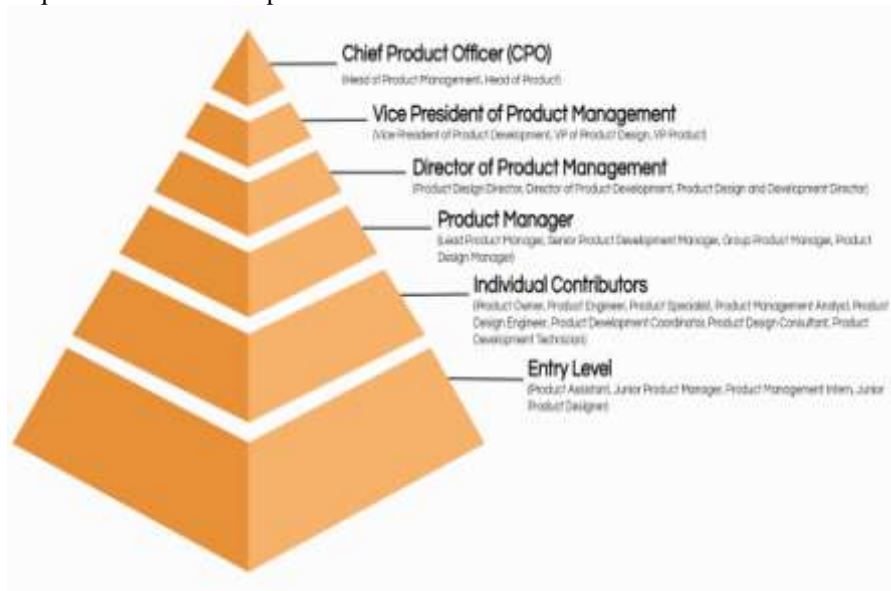 Chief Product Officer (CPO)
(Head of Product Management, Head of Product)
Vice President of Product Management
(Vice President of Product Development, VP of Product Design, VP Product)
Director of Product Management
(Product Design Director, Director of Product Development, Product Design and Development Director)
Product Manager
(Lead Product Manager, Senior Product Development Manager, Group Product Manager, Product
Design Manager)
Individual Contributors
(Product Owner, Product Engineer, Product Specialist, Product Management Analyst, Product
Design Engineer, Product Development Coordinator, Product Design Consultant, Product
Development Technician)
Entry Level
(Product Assistant, Junior Product Manager, Product Management Intern, Junior
Product Designer)